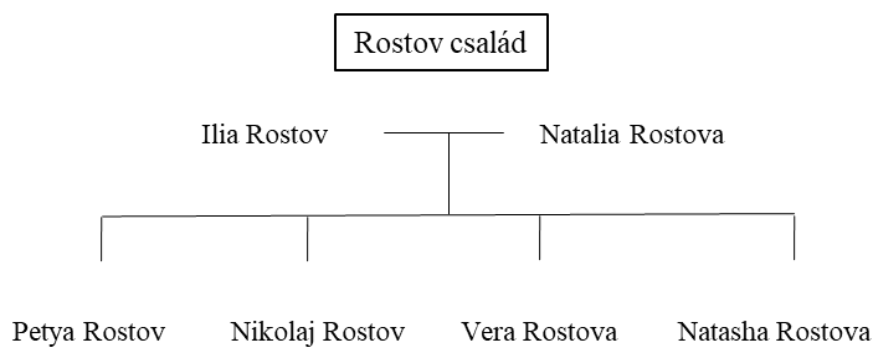 Rostov család
Ilia Rostov Natalia Rostova
Petya Rostov Nikolaj Rostov Vera Rostova Natasha Rostova